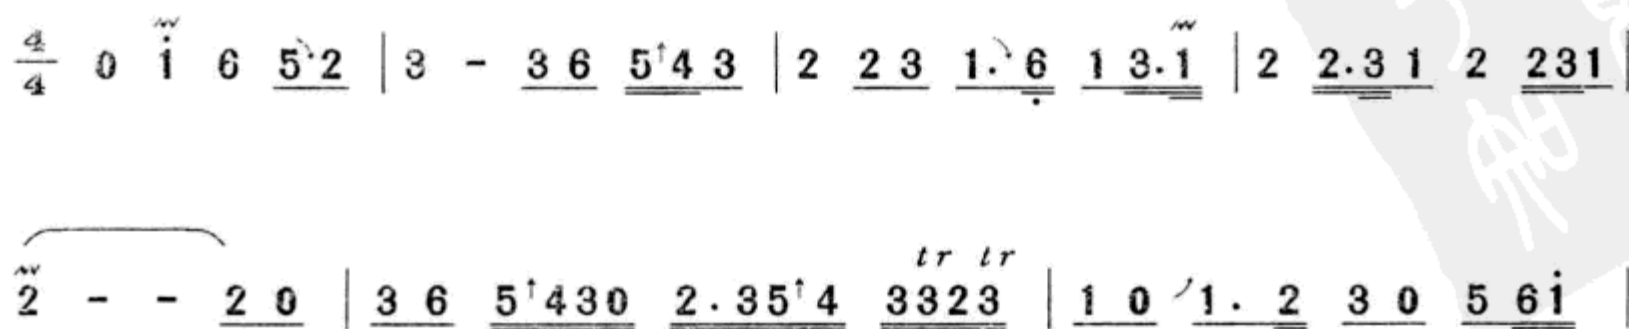 4/4 0 i 6 5·2 | 3 - 3 6 5↑4 3 | 2 2 3 1. 6 1 3.1 | 2 2.3 1 2 231 |
tr tr
2 - - 2 0 | 3 6 5↑430 2.35↑4 3323 | 1 0 1. 2 3 0 5 6i |